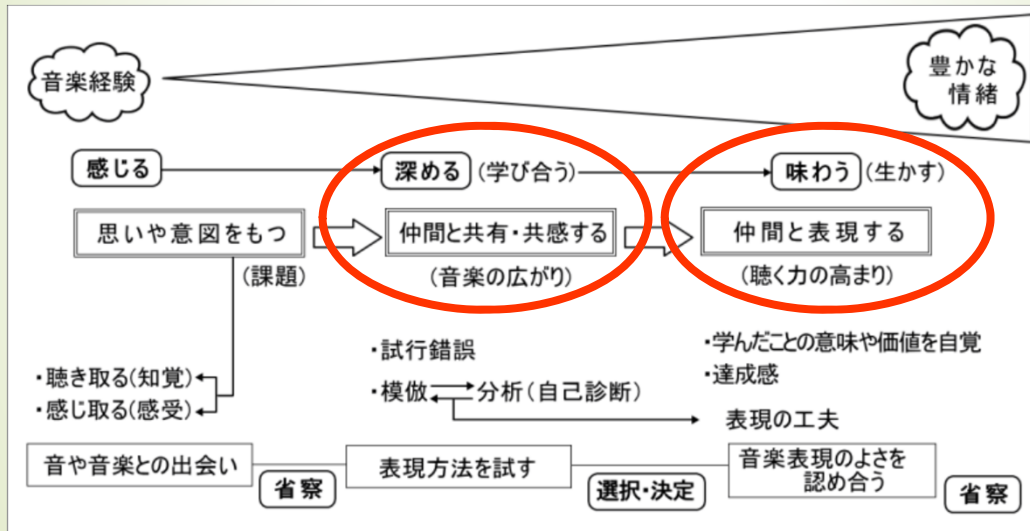 音楽経験
豊かな
情緒
感じる
深める (学び合う)
味わう (生かす)
思いや意図をもつ
仲間と共有・共感する
仲間と表現する
(課題)
(音楽の広がり)
(聴く力の高まり)
・聴き取る(知覚)
・感じ取る(感受)
・試行錯誤
・模倣
分析(自己診断)
・学んだことの意味や価値を自覚
・達成感
表現の工夫
音や音楽との出会い
省察
表現方法を試す
選択・決定
音楽表現のよさを
認め合う
省察